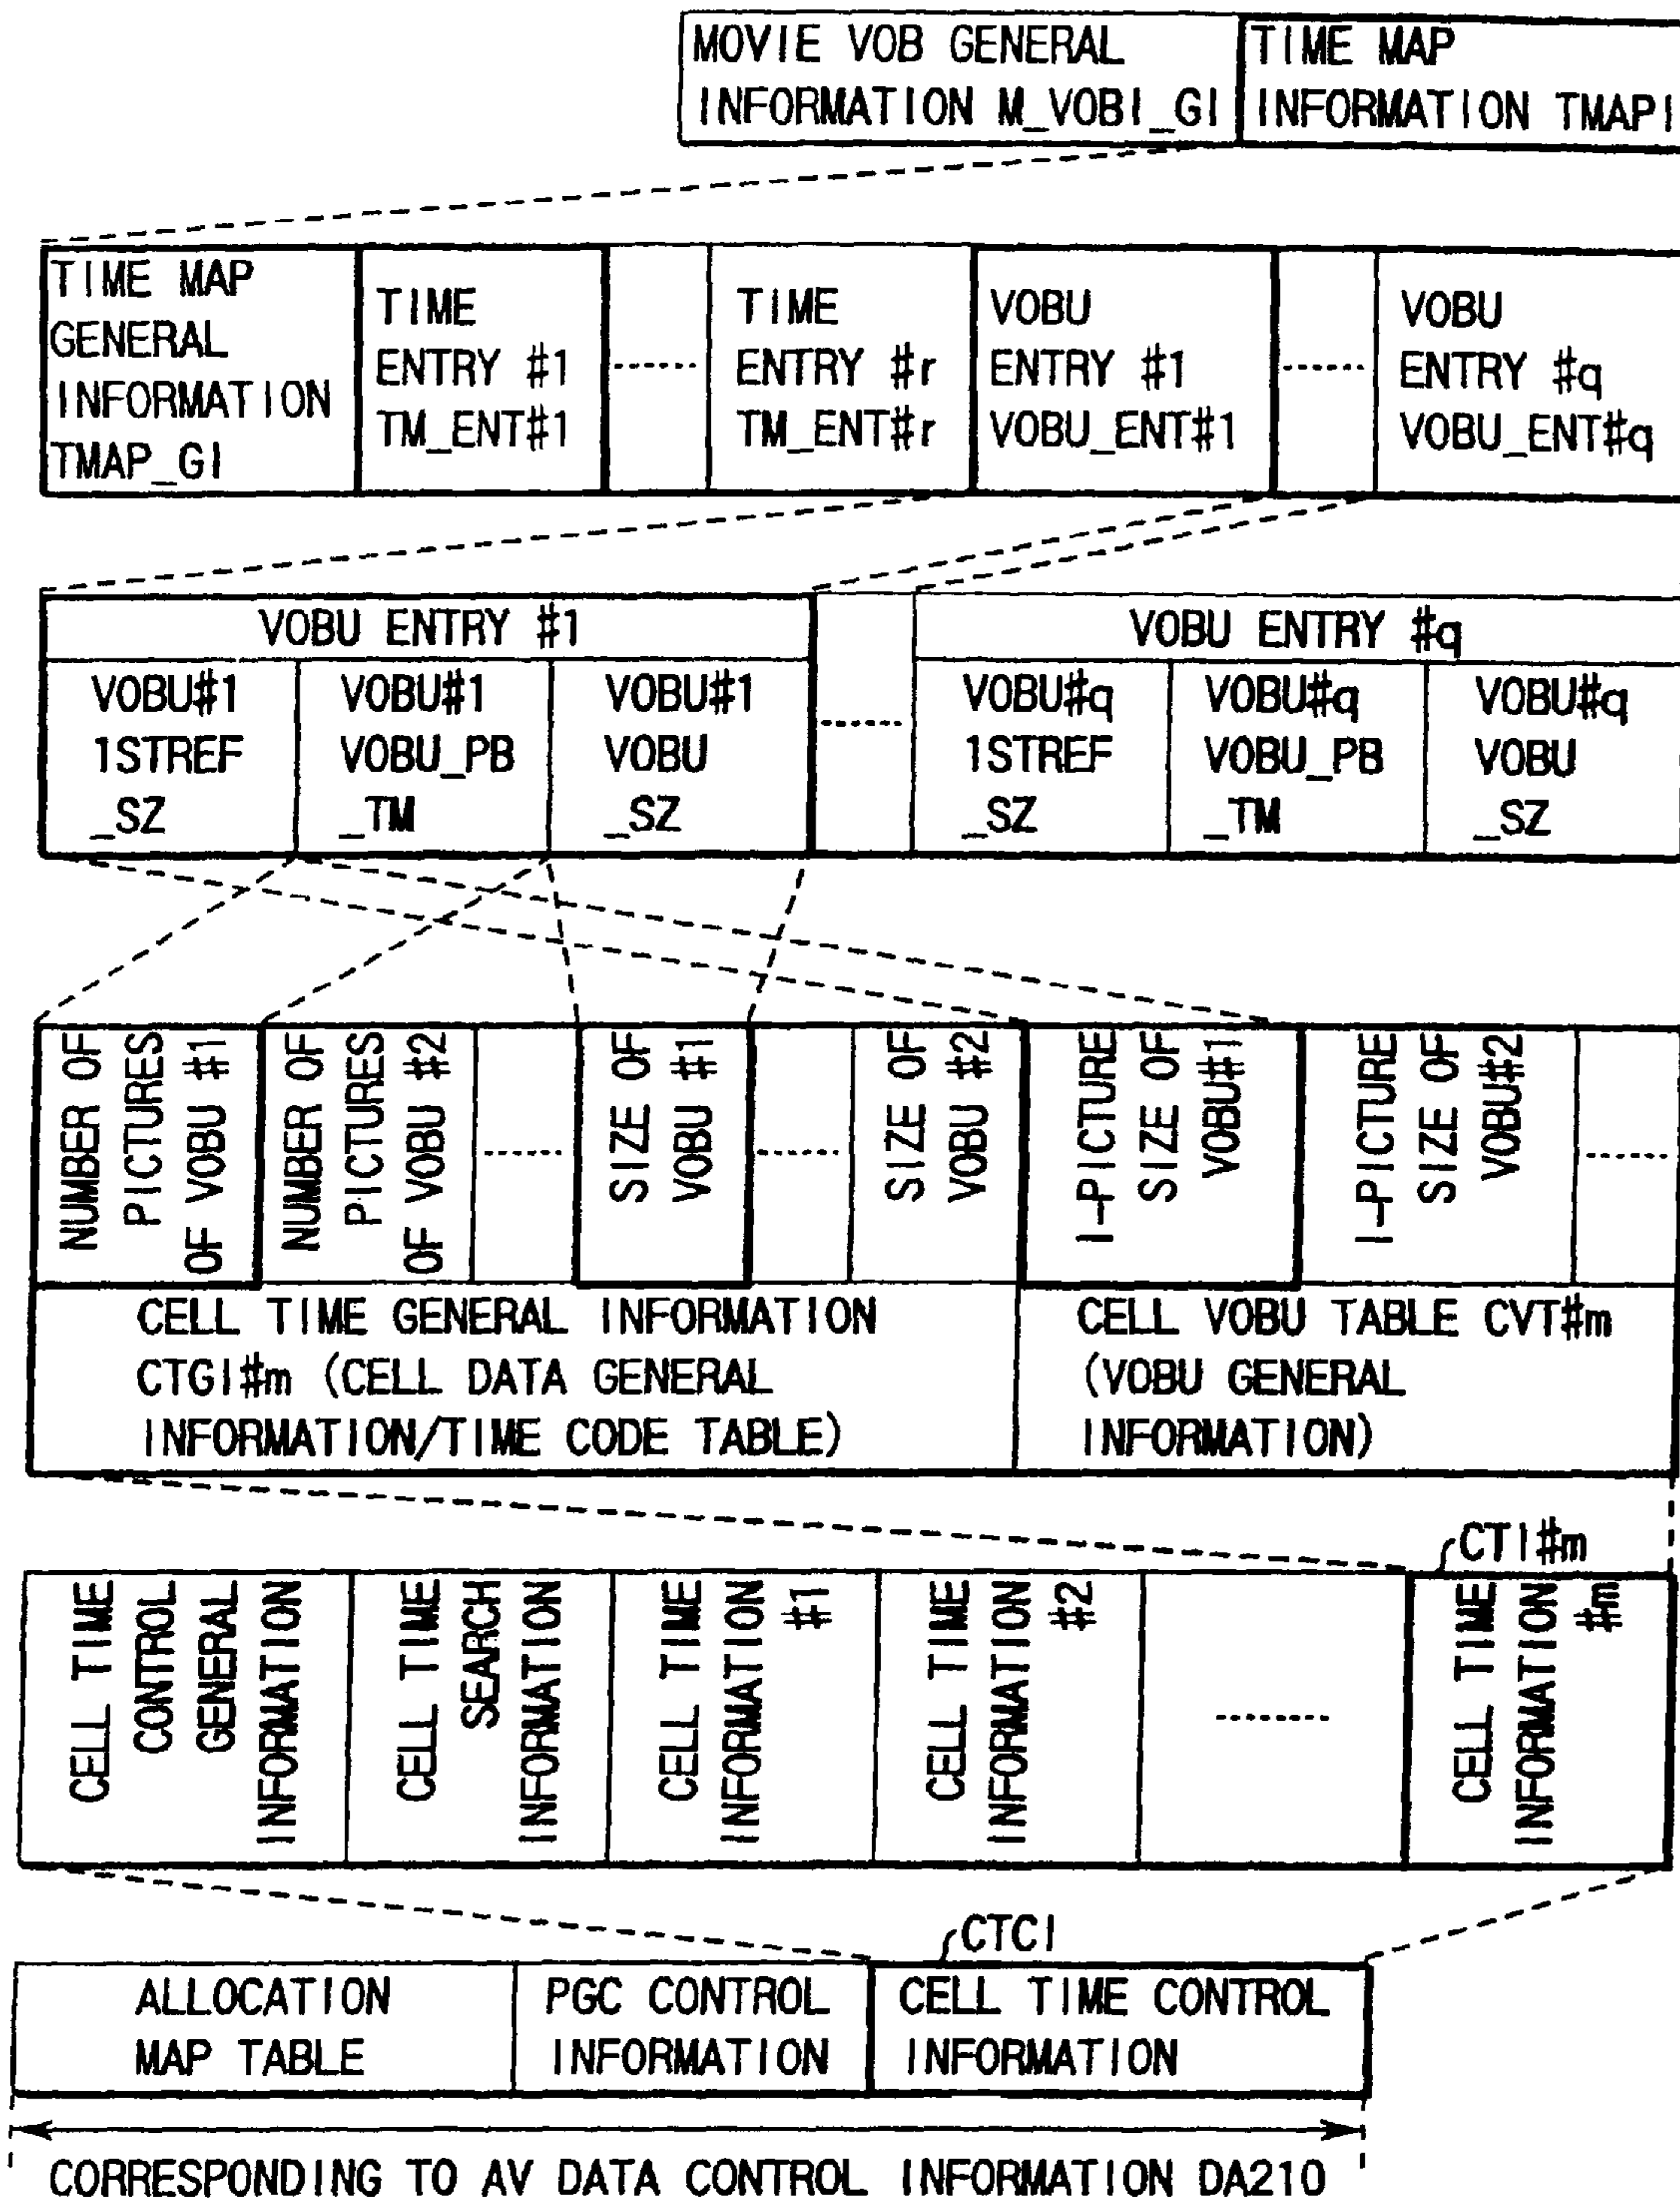 MOVIE VOB GENERAL
INFORMATION M_VOBI_GI
TIME MAP
INFORMATION TMAPI
TIME MAP
GENERAL
INFORMATION
TMAP_GI
TIME
ENTRY #1
TM_ENT#1
TIME
ENTRY #r
TM_ENT#r
VOBU
ENTRY #1
VOBU_ENT#1
VOBU
ENTRY #q
VOBU_ENT#q
VOBU ENTRY #1
VOBU ENTRY #q
VOBU#1
1STREF
_SZ
VOBU#1
VOBU_PB
_TM
VOBU#1
VOBU
_SZ
VOBU#q
1STREF
_SZ
VOBU#q
VOBU_PB
_TM
VOBU#q
VOBU
_SZ
NUMBER OF
PICTURES
OF VOBU #1
NUMBER OF
PICTURES
OF VOBU #2
SIZE OF
VOBU #1
SIZE OF
VOBU #2
I-PICTURE
SIZE OF
VOBU#1
I-PICTURE
SIZE OF
VOBU#2
CELL TIME GENERAL INFORMATION
CTGI#m (CELL DATA GENERAL
INFORMATION/TIME CODE TABLE)
CELL VOBU TABLE CVT#m
(VOBU GENERAL
INFORMATION)
CTI#m
CELL TIME
CONTROL
GENERAL
INFORMATION
CELL TIME
SEARCH
INFORMATION
CELL TIME
INFORMATION
#1
CELL TIME
INFORMATION
#2
CELL TIME
INFORMATION
#m
CTCI
ALLOCATION
MAP TABLE
PGC CONTROL
INFORMATION
CELL TIME CONTROL
INFORMATION
CORRESPONDING TO AV DATA CONTROL INFORMATION DA210